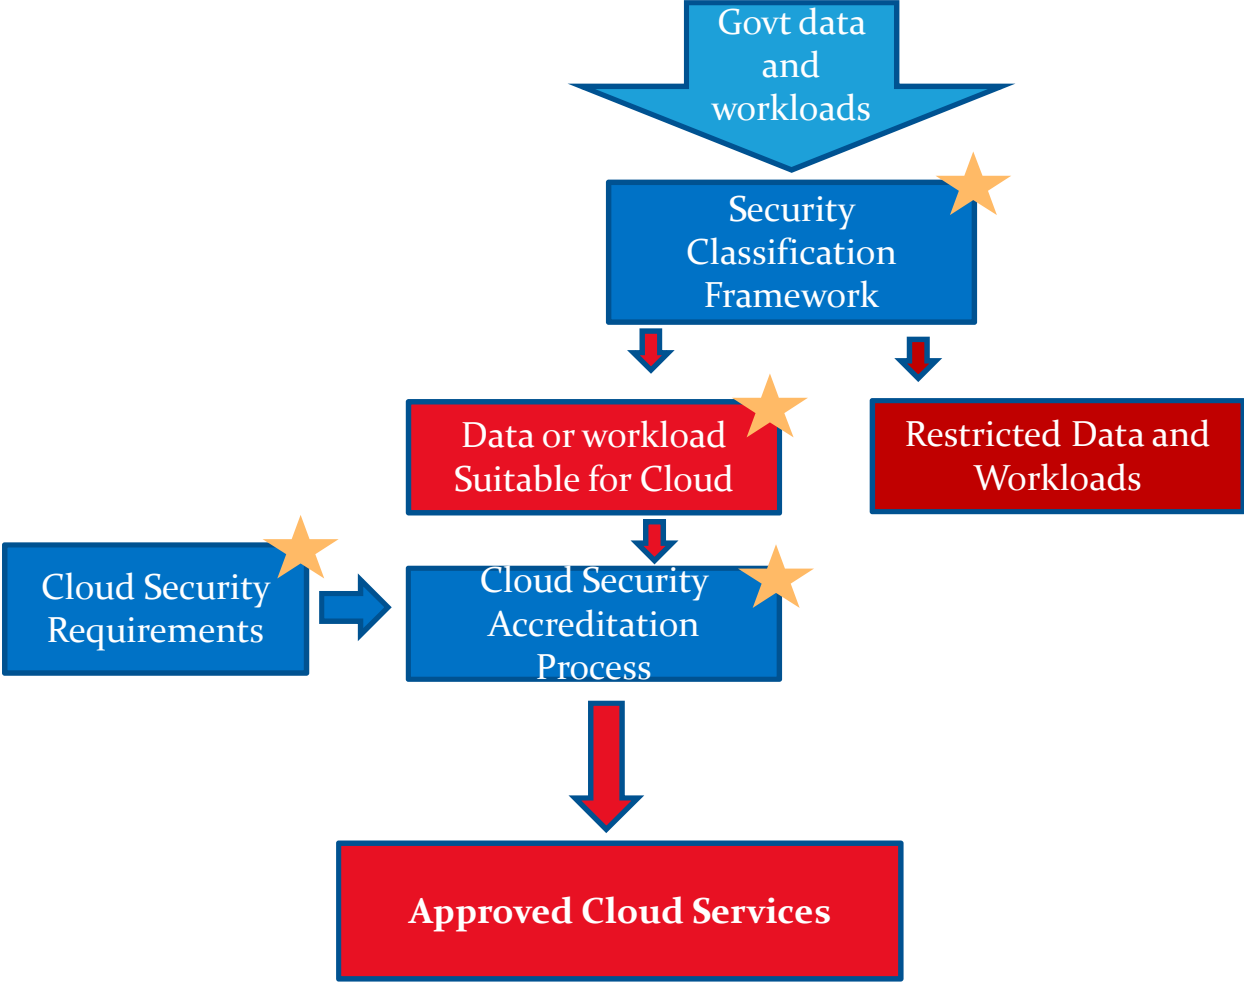 Govt data
and
workloads
Security
Classification
Framework
Data or workload
Suitable for Cloud
Restricted Data and
Workloads
Cloud Security
Requirements
Cloud Security
Accreditation
Process
Approved Cloud Services